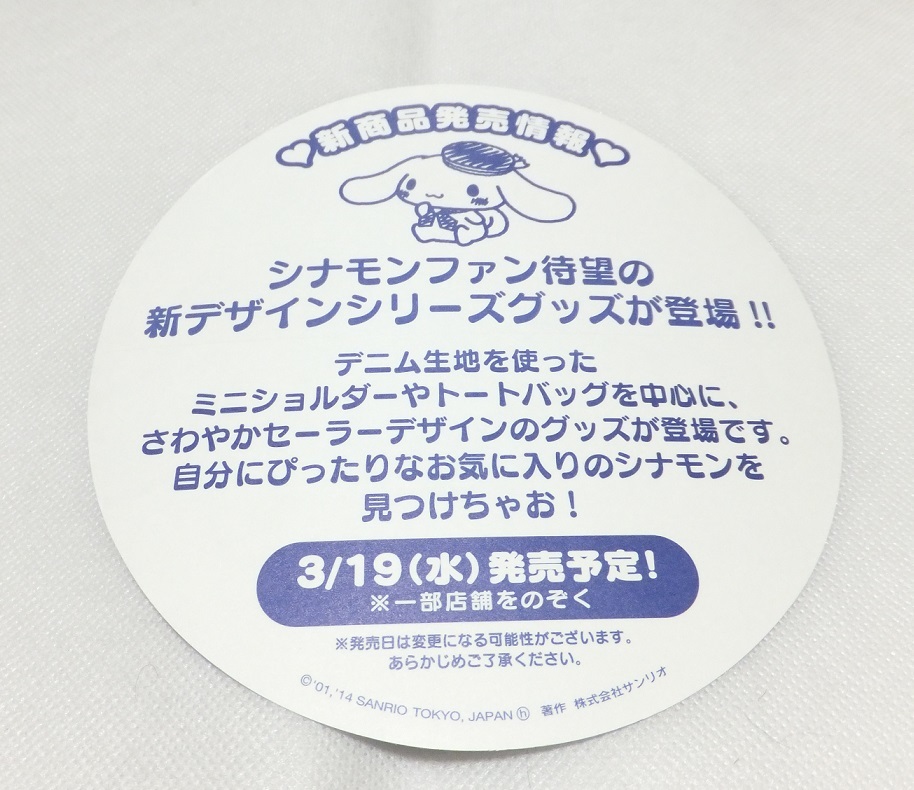 ♡新商品発売情報♡
シナモンファン待望の
新デザインシリーズグッズが登場!!
デニム生地を使った
ミニショルダーやトートバッグを中心に、
さわやかセーラーデザインのグッズが登場です。
自分にぴったりなお気に入りのシナモンを
見つけちゃお!
3/19(水)発売予定!
※一部店舗をのぞく
※発売日は変更になる可能性がございます。
あらかじめご了承ください。
©'01,'14 SANRIO TOKYO, JAPAN ⓗ 著作 株式会社サンリオ